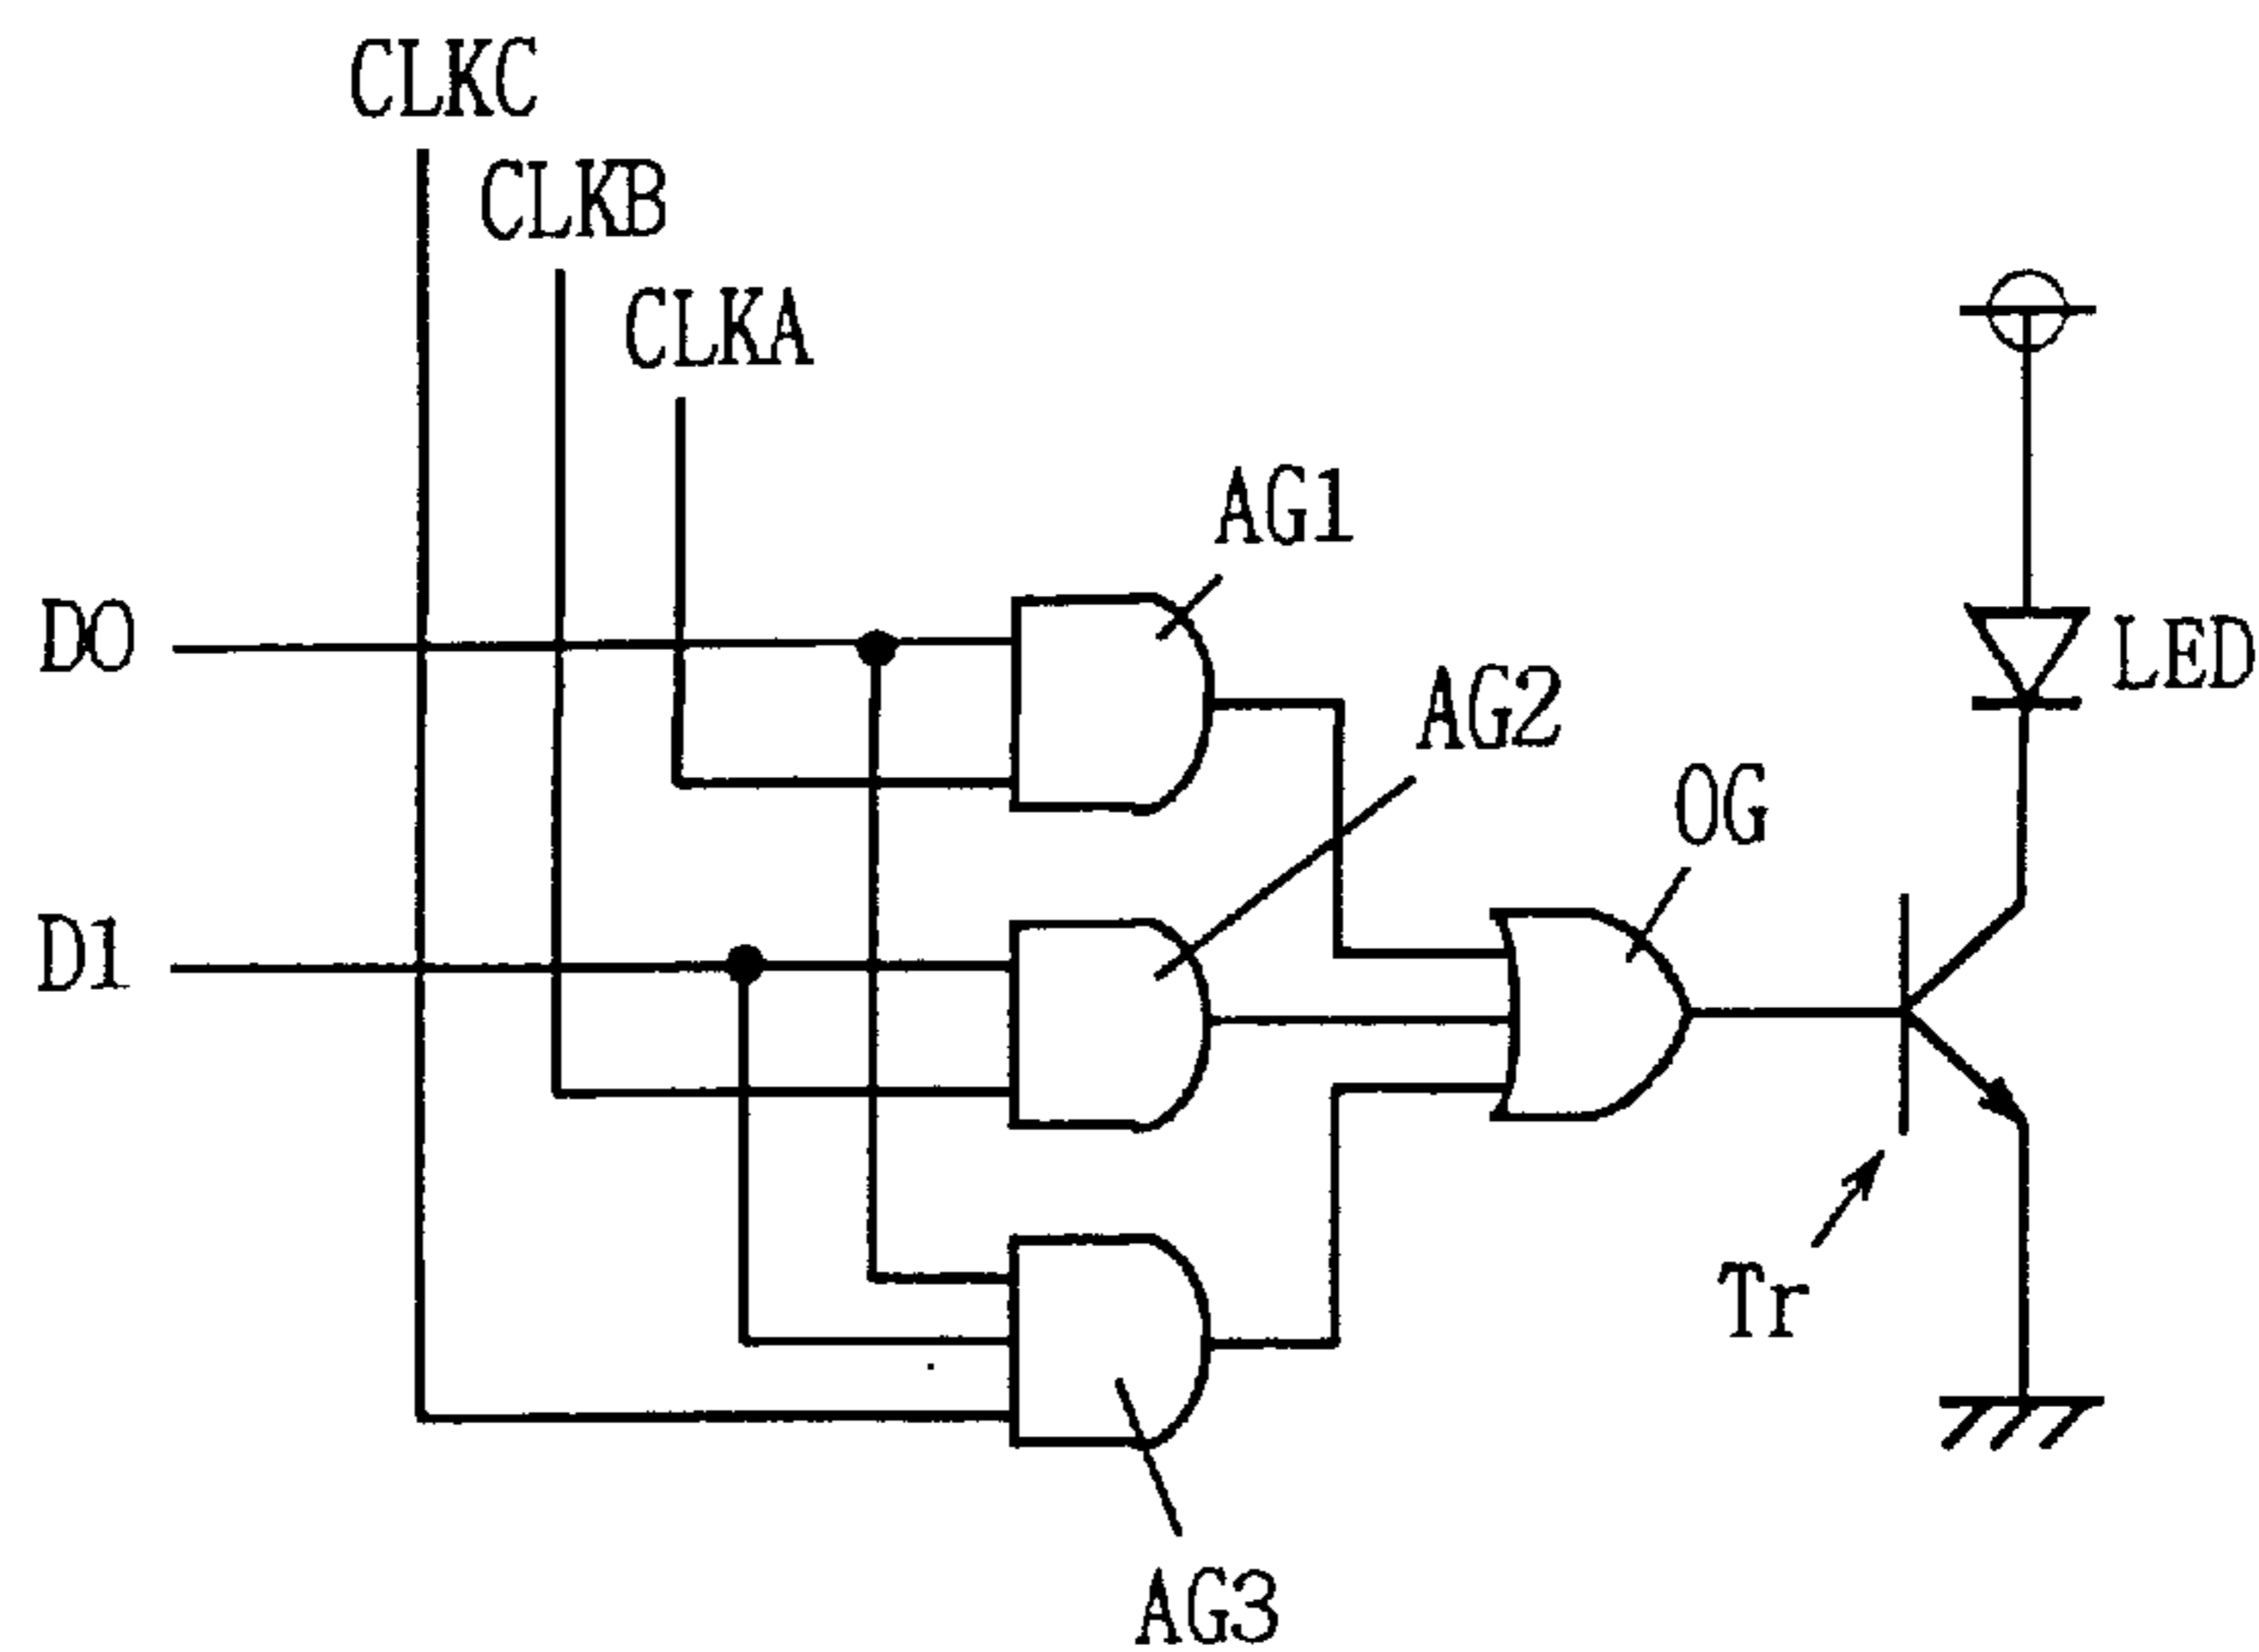 CLKC
CLKB
CLKA
AG1
D0
LED
AG2
OG
D1
Tr
AG3